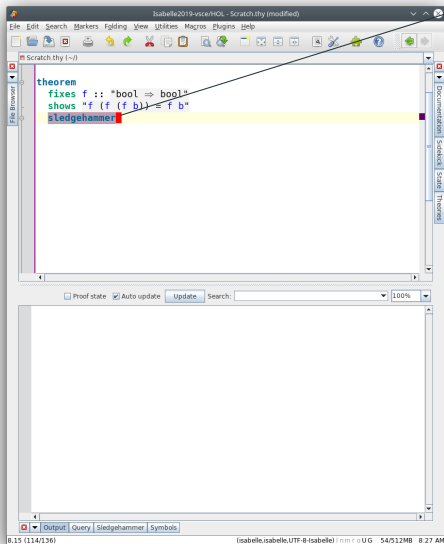 Isabelle2019-vsce/HOL - Scratch.thy (modified)
File Edit Search Markers Folding View Utilities Macros Plugins Help
Scratch.thy (~/)
File Browser
theorem
fixes f :: "bool ⇒ bool"
shows "f (f (f b)) = f b"
sledgehammer
Documentation
Sidekick
State
Theories
Proof state Auto update Update Search: 100%
Output Query Sledgehammer Symbols
8,15 (114/136) (isabelle,isabelle,UTF-8-Isabelle) | n m r o U G 54/512MB 8:27 AM